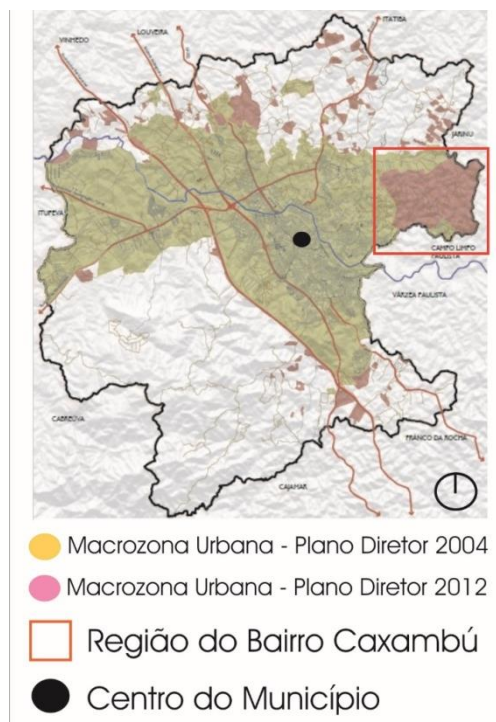 ITATIBA
LOUVEIRA
VINHEDO
JARINU
ITUPEVA
CAMPO LIMPO
PAULISTA
VÁRZEA PAULISTA
CABREÚVA
FRANCO DA ROCHA
CAJAMAR
Macrozona Urbana - Plano Diretor 2004
Macrozona Urbana - Plano Diretor 2012
Região do Bairro Caxambú
Centro do Município